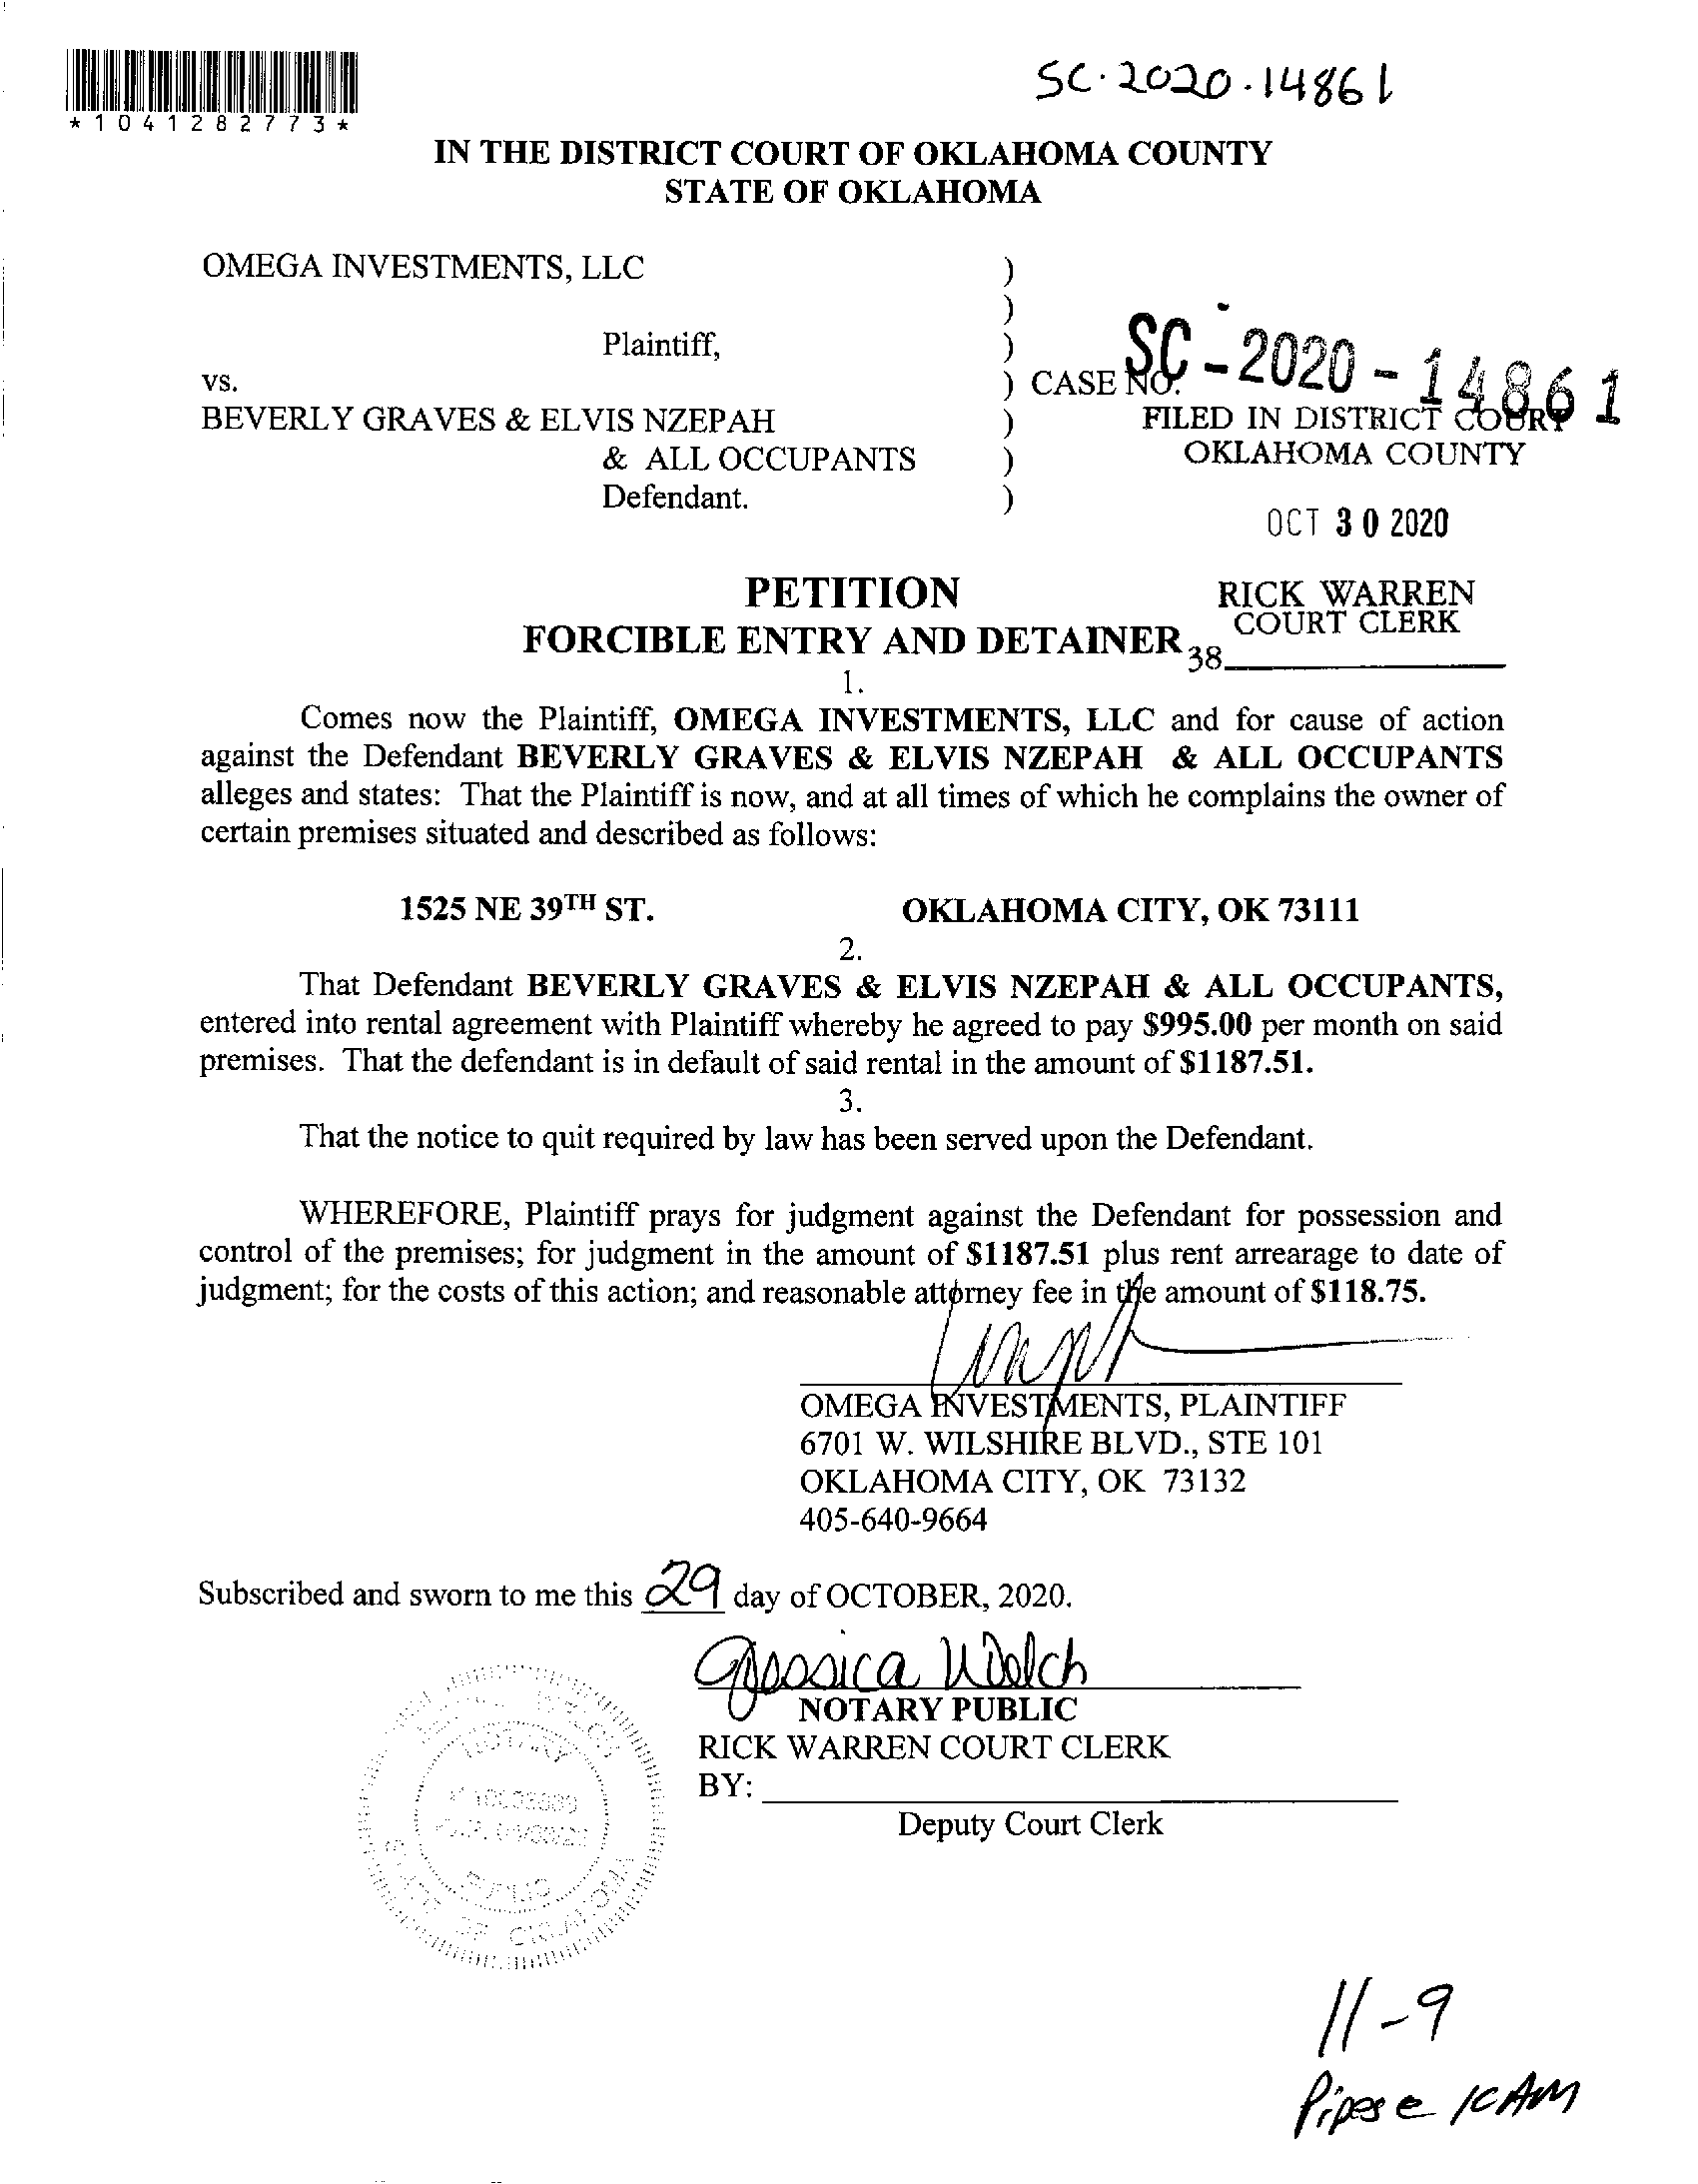 SC·2020·14861
*1041282773*
IN THE DISTRICT COURT OF OKLAHOMA COUNTY
STATE OF OKLAHOMA
OMEGA INVESTMENTS, LLC )
)
Plaintiff, )
vs. ) CASE NO. SC-2020-14861
BEVERLY GRAVES & ELVIS NZEPAH ) FILED IN DISTRICT COURT
& ALL OCCUPANTS ) OKLAHOMA COUNTY
Defendant. )
OCT 30 2020
PETITION
RICK WARREN
COURT CLERK
FORCIBLE ENTRY AND DETAINER
38
1.
Comes now the Plaintiff, OMEGA INVESTMENTS, LLC and for cause of action
against the Defendant BEVERLY GRAVES & ELVIS NZEPAH & ALL OCCUPANTS
alleges and states: That the Plaintiff is now, and at all times of which he complains the owner of
certain premises situated and described as follows:
1525 NE 39TH ST. OKLAHOMA CITY, OK 73111
2.
That Defendant BEVERLY GRAVES & ELVIS NZEPAH & ALL OCCUPANTS,
entered into rental agreement with Plaintiff whereby he agreed to pay $995.00 per month on said
premises. That the defendant is in default of said rental in the amount of $1187.51.
3.
That the notice to quit required by law has been served upon the Defendant.
WHEREFORE, Plaintiff prays for judgment against the Defendant for possession and
control of the premises; for judgment in the amount of $1187.51 plus rent arrearage to date of
judgment; for the costs of this action; and reasonable attorney fee in the amount of $118.75.
OMEGA INVESTMENTS, PLAINTIFF
6701 W. WILSHIRE BLVD., STE 101
OKLAHOMA CITY, OK 73132
405-640-9664
Subscribed and sworn to me this 29 day of OCTOBER, 2020.
Jessica Welch
NOTARY PUBLIC
RICK WARREN COURT CLERK
BY:
Deputy Court Clerk
NOTARY
PUBLIC
STATE OF OKLAHOMA
11-9